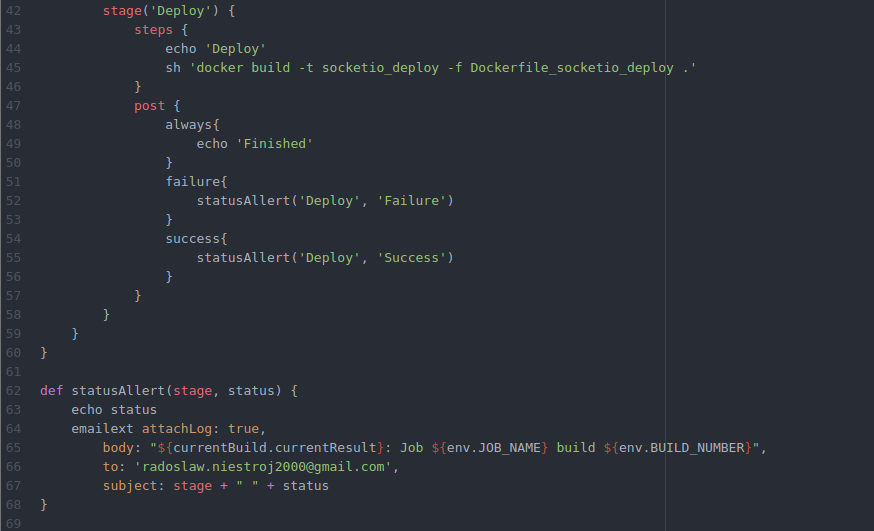 42        stage('Deploy') {
43            steps {
44                echo 'Deploy'
45                sh 'docker build -t socketio_deploy -f Dockerfile_socketio_deploy .'
46            }
47            post {
48                always{
49                    echo 'Finished'
50                }
51                failure{
52                    statusAllert('Deploy', 'Failure')
53                }
54                success{
55                    statusAllert('Deploy', 'Success')
56                }
57            }
58        }
59    }
60 }
61
62 def statusAllert(stage, status) {
63    echo status
64    emailext attachLog: true,
65        body: "${currentBuild.currentResult}: Job ${env.JOB_NAME} build ${env.BUILD_NUMBER}",
66        to: 'radoslaw.niestroj2000@gmail.com',
67        subject: stage + " " + status
68 }
69